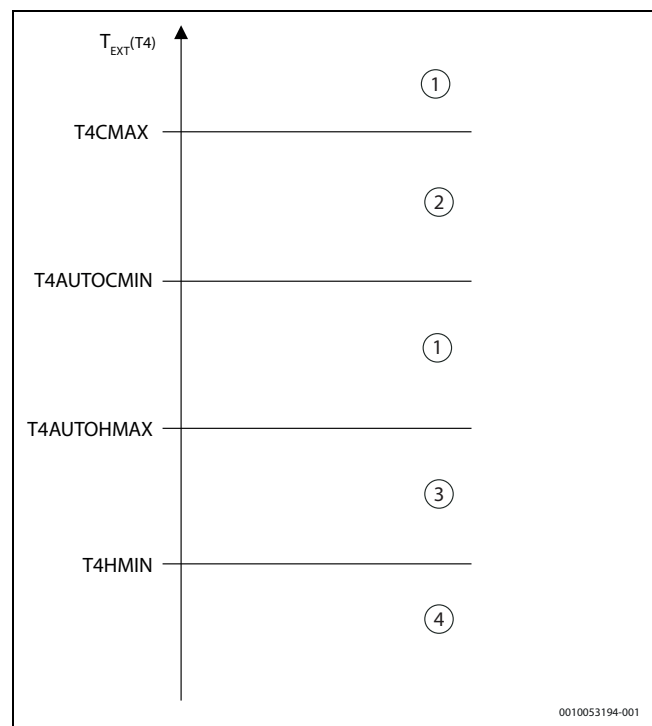 T_EXT(T4)
①
T4CMAX
②
T4AUTOCMIN
①
T4AUTOHMAX
③
T4HMIN
④
0010053194-001